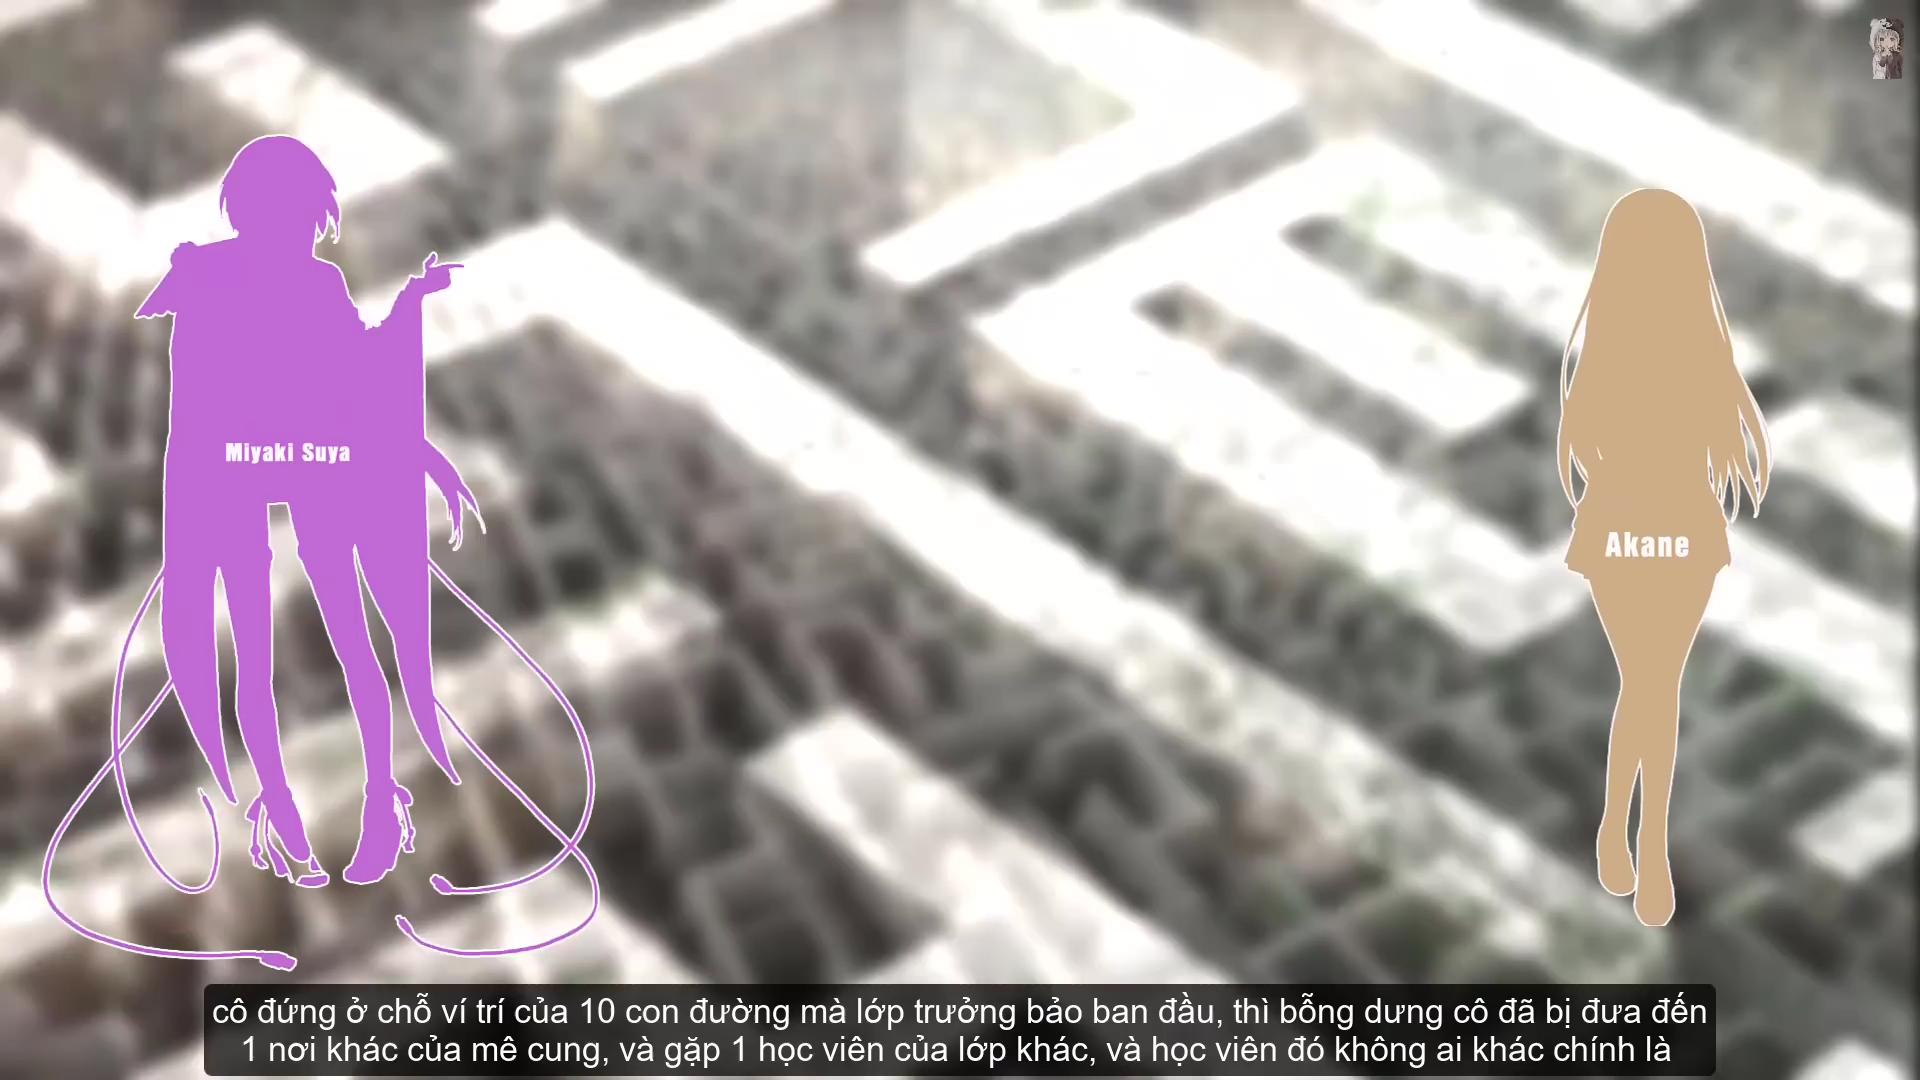 Miyaki Suya
Akane
cô đứng ở chỗ ví trí của 10 con đường mà lớp trưởng bảo ban đầu, thì bỗng dưng cô đã bị đưa đến
1 nơi khác của mê cung, và gặp 1 học viên của lớp khác, và học viên đó không ai khác chính là